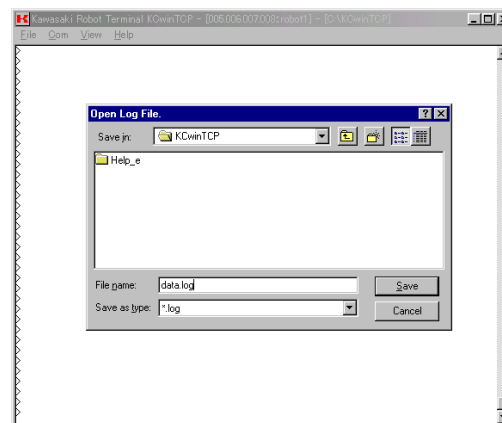 Kawasaki Robot Terminal KCwinTCP - [005.006.007.008:robot1] - [C:\KCwinTCP]
File Com View Help
Open Log File.
Save in: KCwinTCP
Help_e
File name: data.log Save
Save as type: *.log Cancel